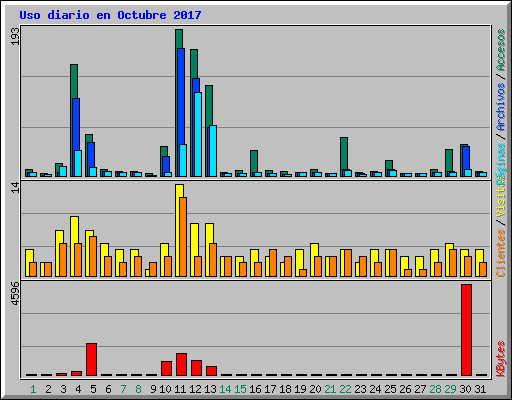 Uso diario en Octubre 2017
193
14
4596
Accesos
/ Archivos
/ Páginas
Visitas
/ Clientes
KBytes
1 2 3 4 5 6 7 8 9 10 11 12 13 14 15 16 17 18 19 20 21 22 23 24 25 26 27 28 29 30 31